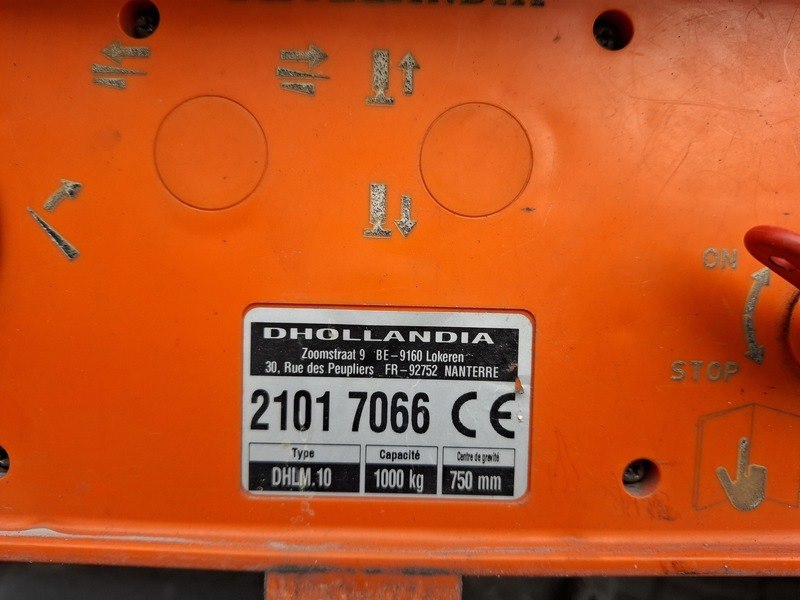 DHOLLANDIA
ON
STOP
DHOLLANDIA
Zoomstraat 9 BE-9160 Lokeren
30, Rue des Peupliers FR-92752 NANTERRE
2101 7066 CE
Type Capacité Centre de gravité
DHLM.10 1000 kg 750 mm